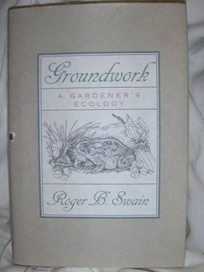 Groundwork
A GARDENER'S
ECOLOGY
Roger B. Swain